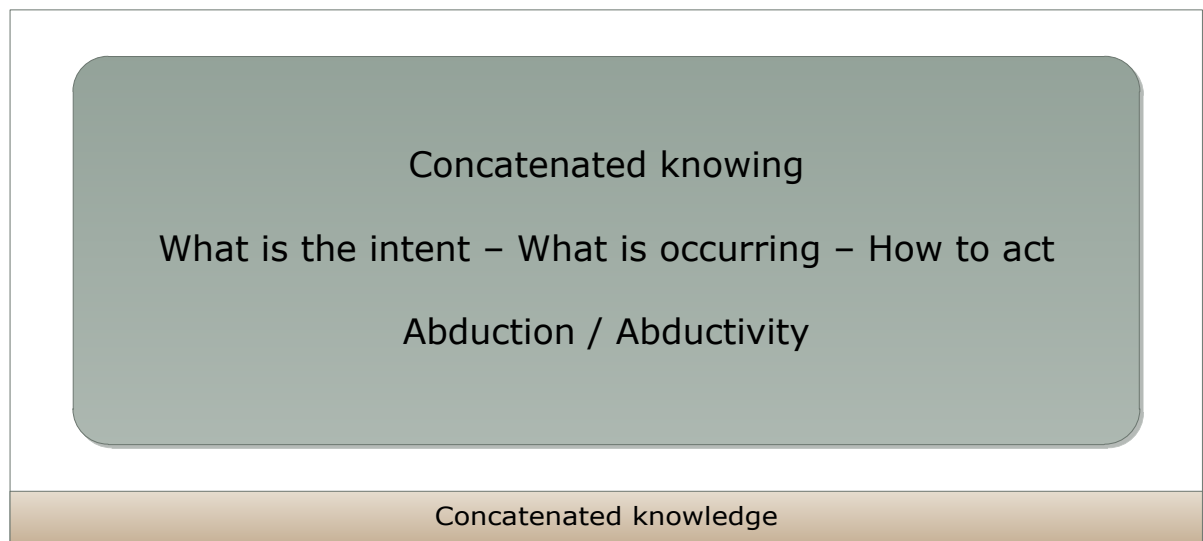 Concatenated knowing
What is the intent – What is occurring – How to act
Abduction / Abductivity
Concatenated knowledge